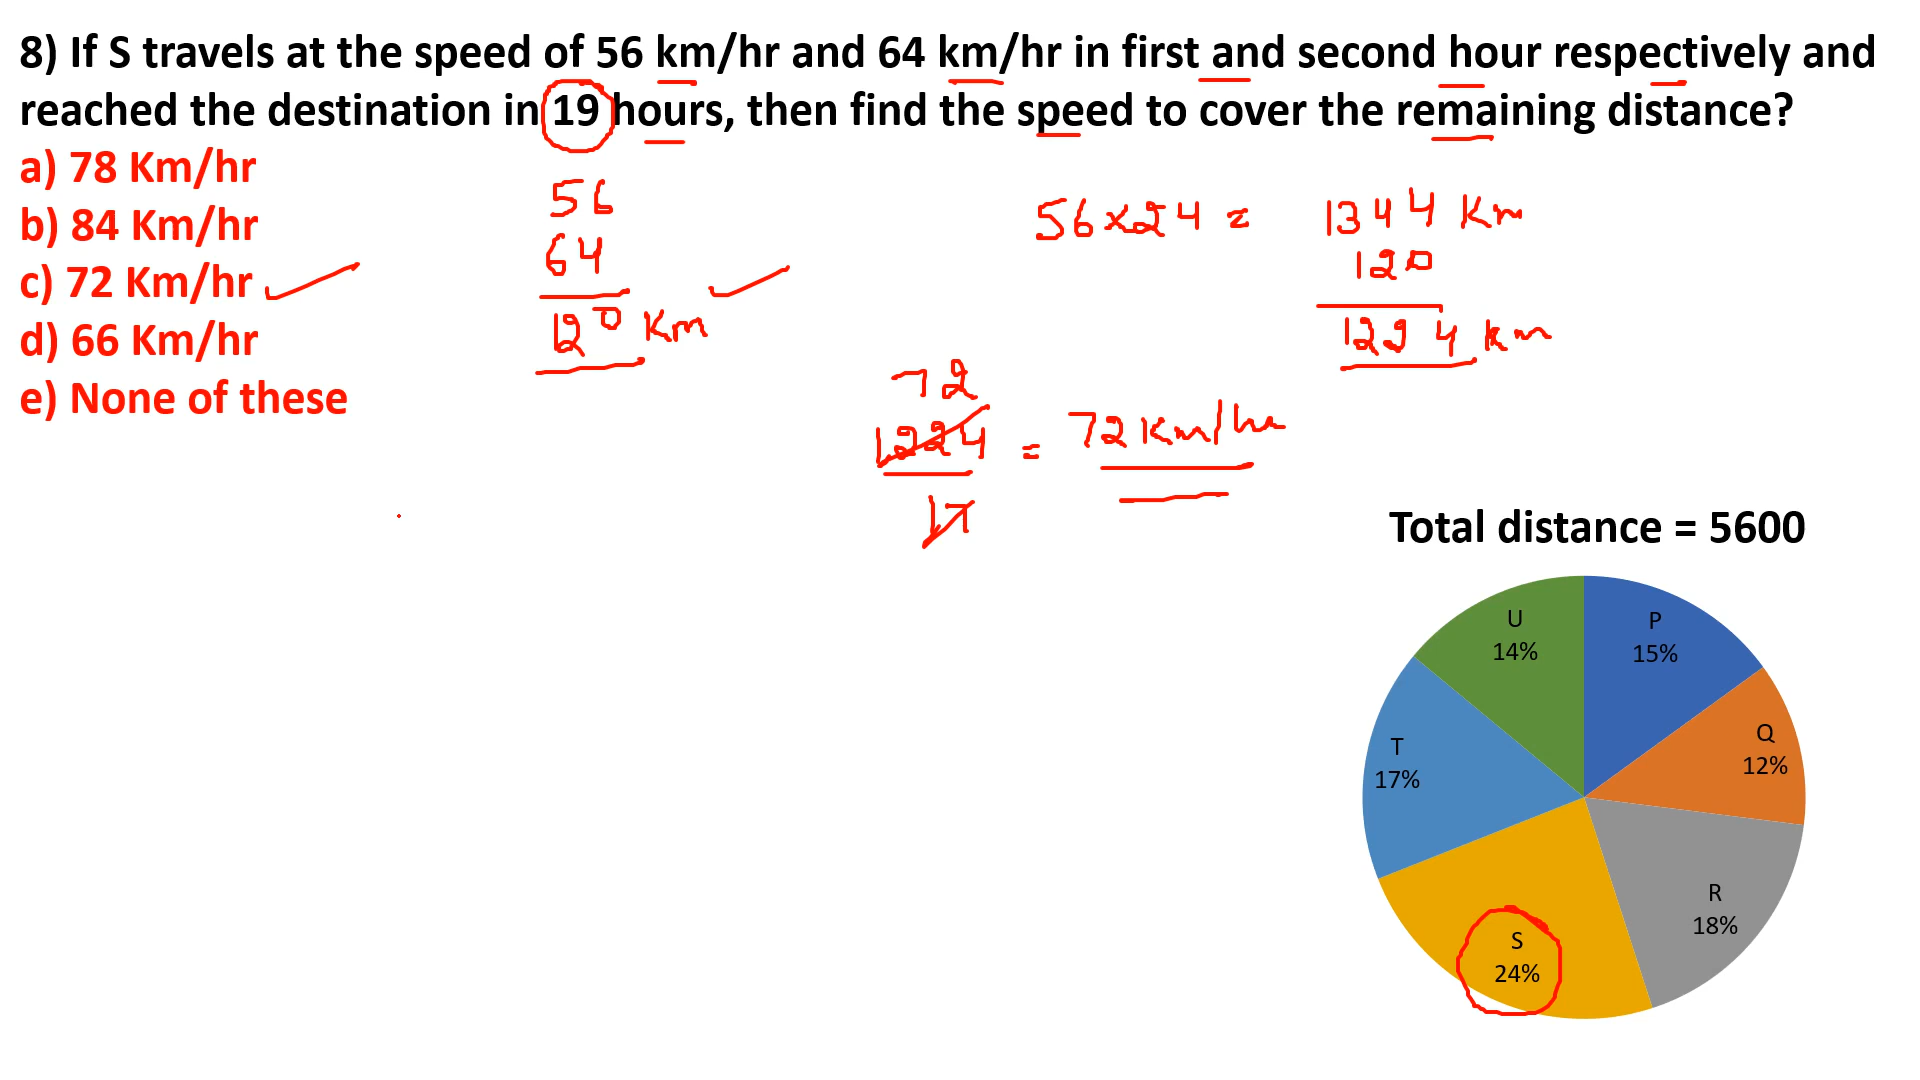 8) If S travels at the speed of 56 km/hr and 64 km/hr in first and second hour respectively and
reached the destination in 19 hours, then find the speed to cover the remaining distance?
a) 78 Km/hr
b) 84 Km/hr
c) 72 Km/hr
d) 66 Km/hr
e) None of these
56
64
120 Km
56×24 = 1344 Km
120
1224 km
72
1224
= 72 Km/hr
17
Total distance = 5600
U
14%
P
15%
Q
12%
T
17%
R
18%
S
24%